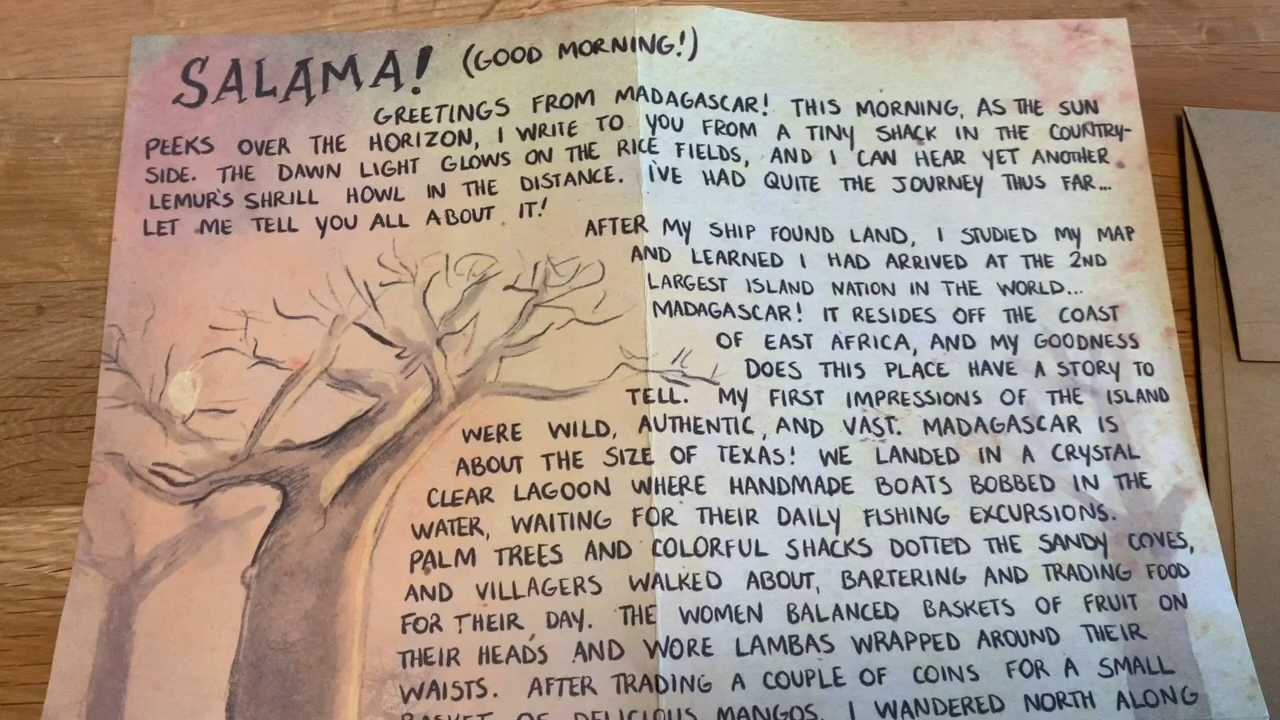 SALAMA! (GOOD MORNING!)
GREETINGS FROM MADAGASCAR! THIS MORNING, AS THE SUN
PEEKS OVER THE HORIZON, I WRITE TO YOU FROM A TINY SHACK IN THE COUNTRY-
SIDE. THE DAWN LIGHT GLOWS ON THE RICE FIELDS, AND I CAN HEAR YET ANOTHER
LEMUR'S SHRILL HOWL IN THE DISTANCE. I'VE HAD QUITE THE JOURNEY THUS FAR...
LET ME TELL YOU ALL ABOUT IT!
AFTER MY SHIP FOUND LAND, I STUDIED MY MAP
AND LEARNED I HAD ARRIVED AT THE 2ND
LARGEST ISLAND NATION IN THE WORLD...
MADAGASCAR! IT RESIDES OFF THE COAST
OF EAST AFRICA, AND MY GOODNESS
DOES THIS PLACE HAVE A STORY TO
TELL. MY FIRST IMPRESSIONS OF THE ISLAND
WERE WILD, AUTHENTIC, AND VAST. MADAGASCAR IS
ABOUT THE SIZE OF TEXAS! WE LANDED IN A CRYSTAL
CLEAR LAGOON WHERE HANDMADE BOATS BOBBED IN THE
WATER, WAITING FOR THEIR DAILY FISHING EXCURSIONS.
PALM TREES AND COLORFUL SHACKS DOTTED THE SANDY COVES,
AND VILLAGERS WALKED ABOUT, BARTERING AND TRADING FOOD
FOR THEIR DAY. THE WOMEN BALANCED BASKETS OF FRUIT ON
THEIR HEADS AND WORE LAMBAS WRAPPED AROUND THEIR
WAISTS. AFTER TRADING A COUPLE OF COINS FOR A SMALL
BASKET OF DELICIOUS MANGOS, I WANDERED NORTH ALONG